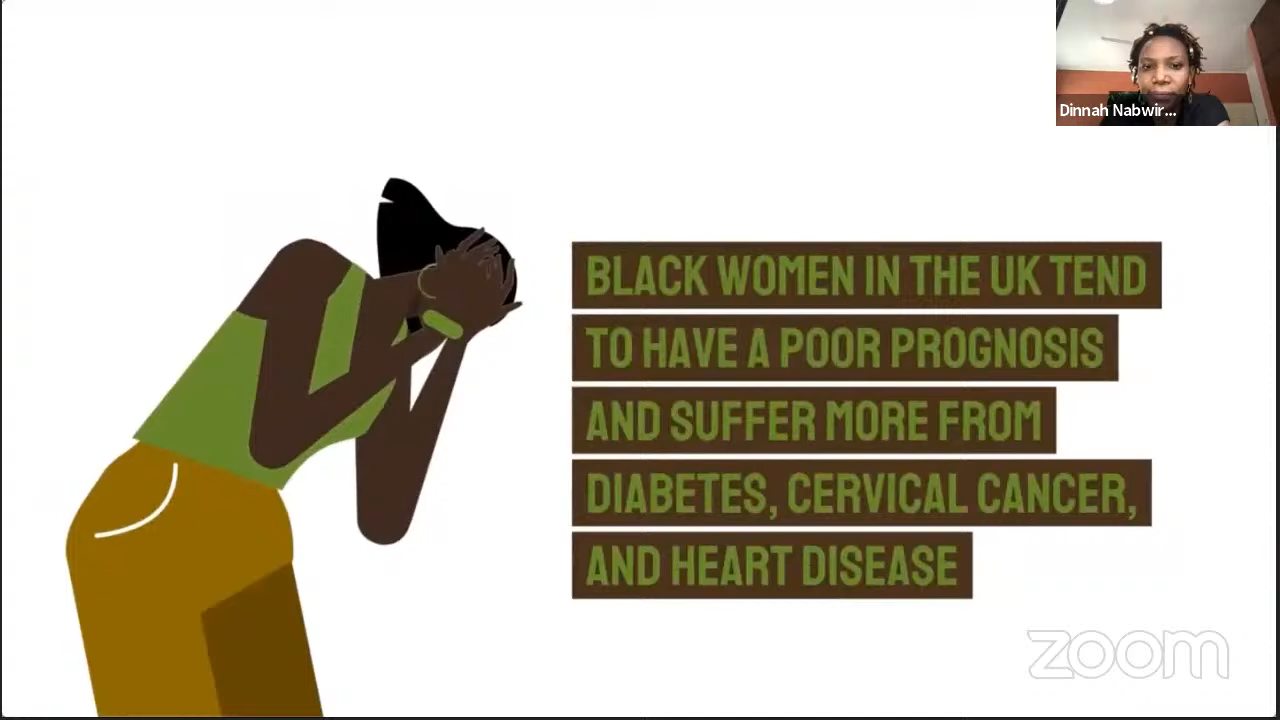 Dinnah Nabwir...
BLACK WOMEN IN THE UK TEND
TO HAVE A POOR PROGNOSIS
AND SUFFER MORE FROM
DIABETES, CERVICAL CANCER,
AND HEART DISEASE
zoom